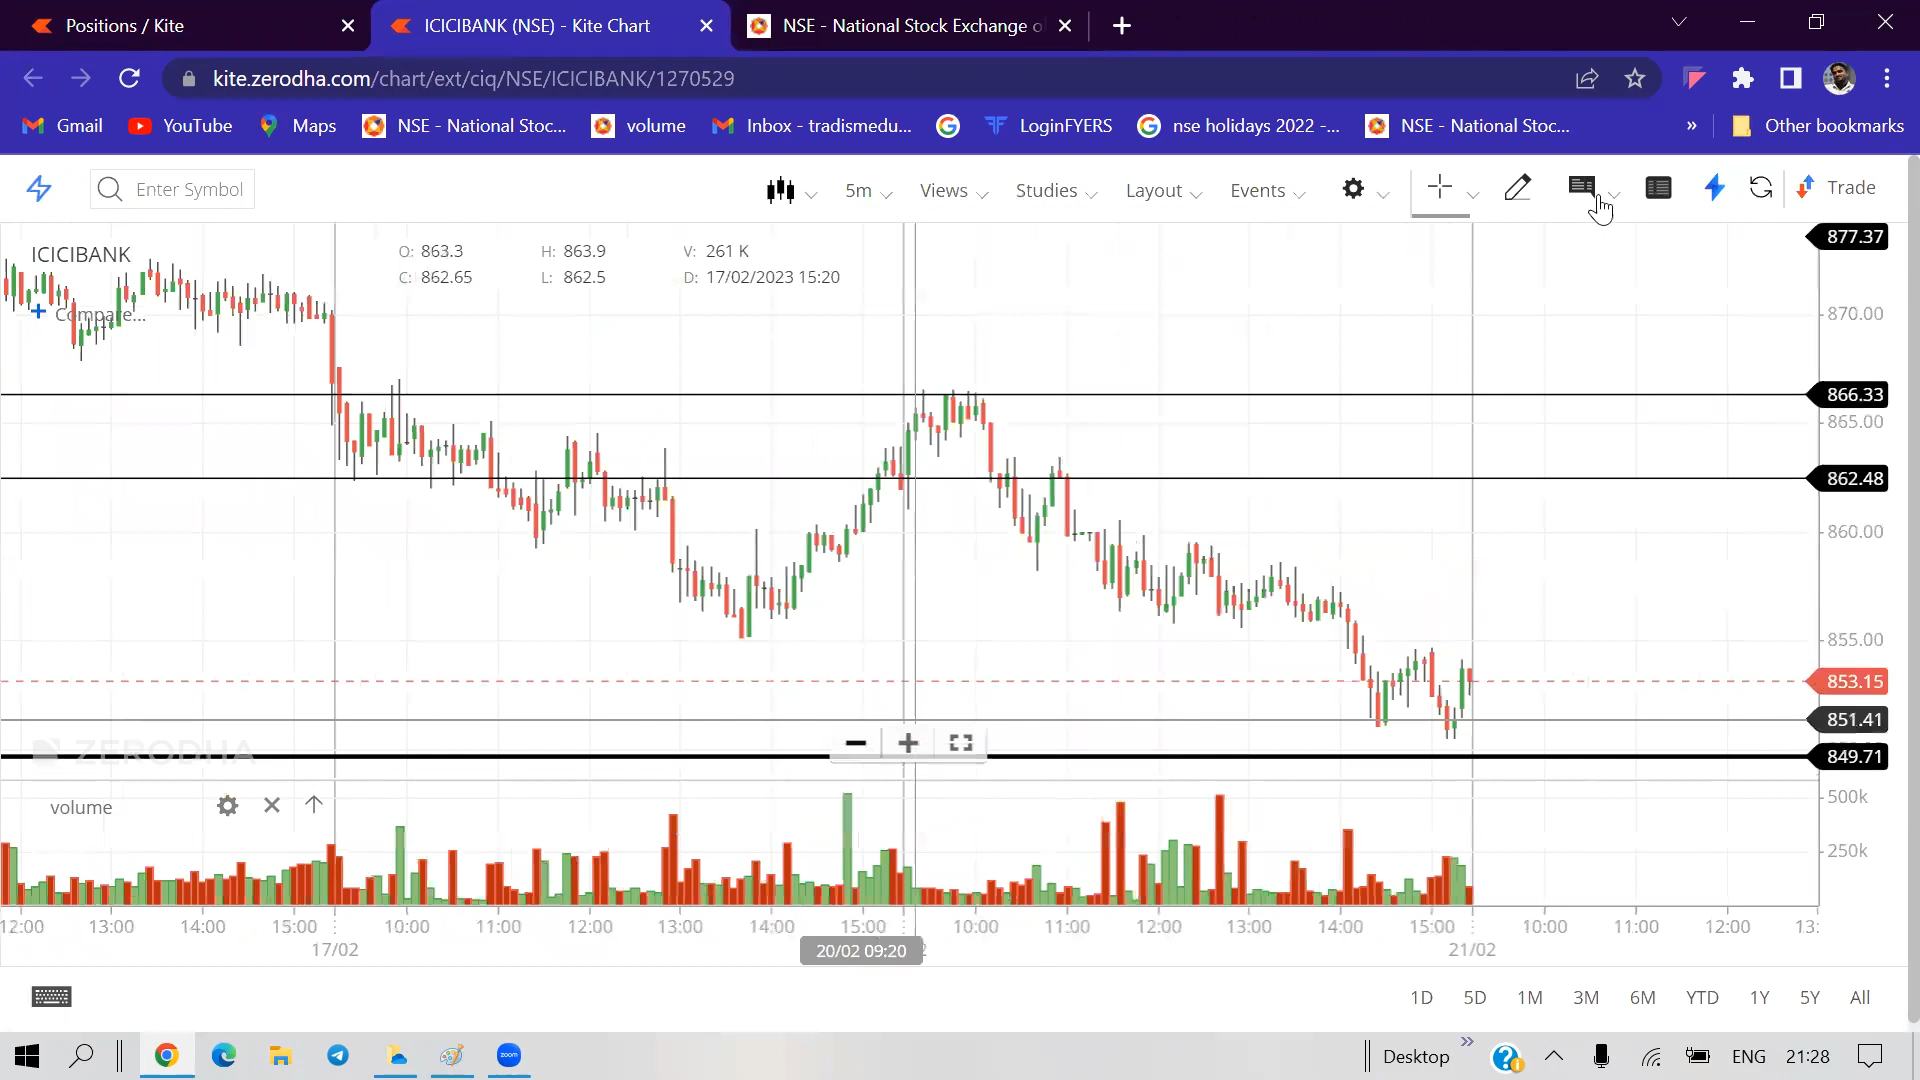 Positions / Kite
ICICIBANK (NSE) - Kite Chart
NSE - National Stock Exchange o
kite.zerodha.com/chart/ext/ciq/NSE/ICICIBANK/1270529
Gmail
YouTube
Maps
NSE - National Stoc...
volume
Inbox - tradismedu...
LoginFYERS
nse holidays 2022 -...
NSE - National Stoc...
»
Other bookmarks
Enter Symbol
5m
Views
Studies
Layout
Events
Trade
ICICIBANK
O: 863.3
H: 863.9
V: 261 K
C: 862.65
L: 862.5
D: 17/02/2023 15:20
Compare...
877.37
870.00
866.33
865.00
862.48
860.00
855.00
853.15
851.41
849.71
ZERODHA
volume
500k
250k
12:00
13:00
14:00
15:00
10:00
11:00
12:00
13:00
14:00
15:00
10:00
11:00
12:00
13:00
14:00
15:00
10:00
11:00
12:00
13:
17/02
20/02 09:20
2
21/02
1D
5D
1M
3M
6M
YTD
1Y
5Y
All
zoom
Desktop
»
ENG
21:28